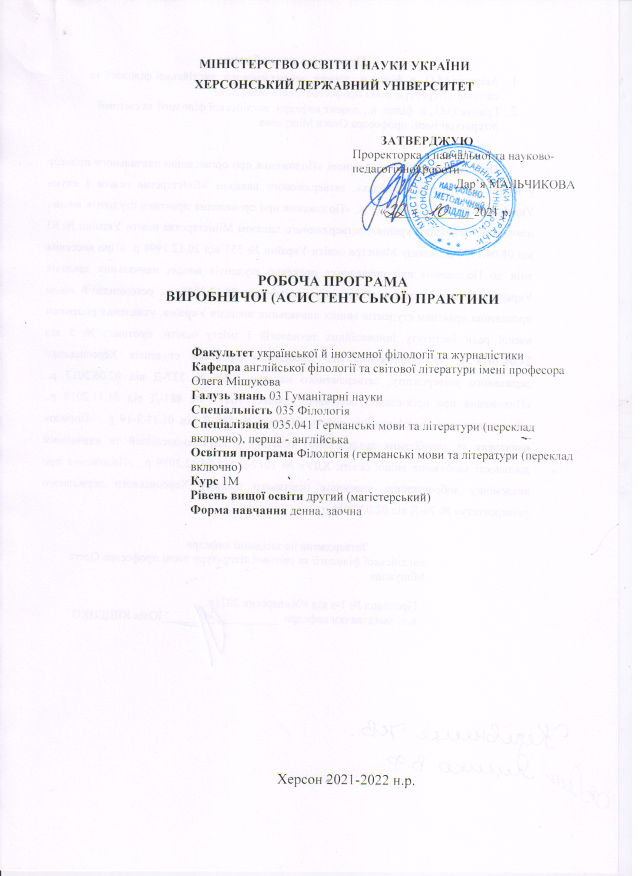 МІНІСТЕРСТВО ОСВІТИ І НАУКИ УКРАЇНИ
ХЕРСОНСЬКИЙ ДЕРЖАВНИЙ УНІВЕРСИТЕТ
ЗАТВЕРДЖУЮ
Проректорка з навчальної та науково-
педагогічної роботи
Дар`я МАЛЬЧИКОВА
2021 р.
НАВЧАЛЬНО-
МЕТОДИЧНИЙ
ВІДДІЛ
РОБОЧА ПРОГРАМА
ВИРОБНИЧОЇ (АСИСТЕНТСЬКОЇ) ПРАКТИКИ
Факультет української й іноземної філології та журналістики
Кафедра англійської філології та світової літератури імені професора
Олега Мішукова
Галузь знань 03 Гуманітарні науки
Спеціальність 035 Філологія
Спеціалізація 035.041 Германські мови та літератури (переклад
включно), перша - англійська
Освітня програма Філологія (германські мови та літератури (переклад
включно)
Курс 1М
Рівень вищої освіти другий (магістерський)
Форма навчання денна, заочна
Херсон 2021-2022 н.р.